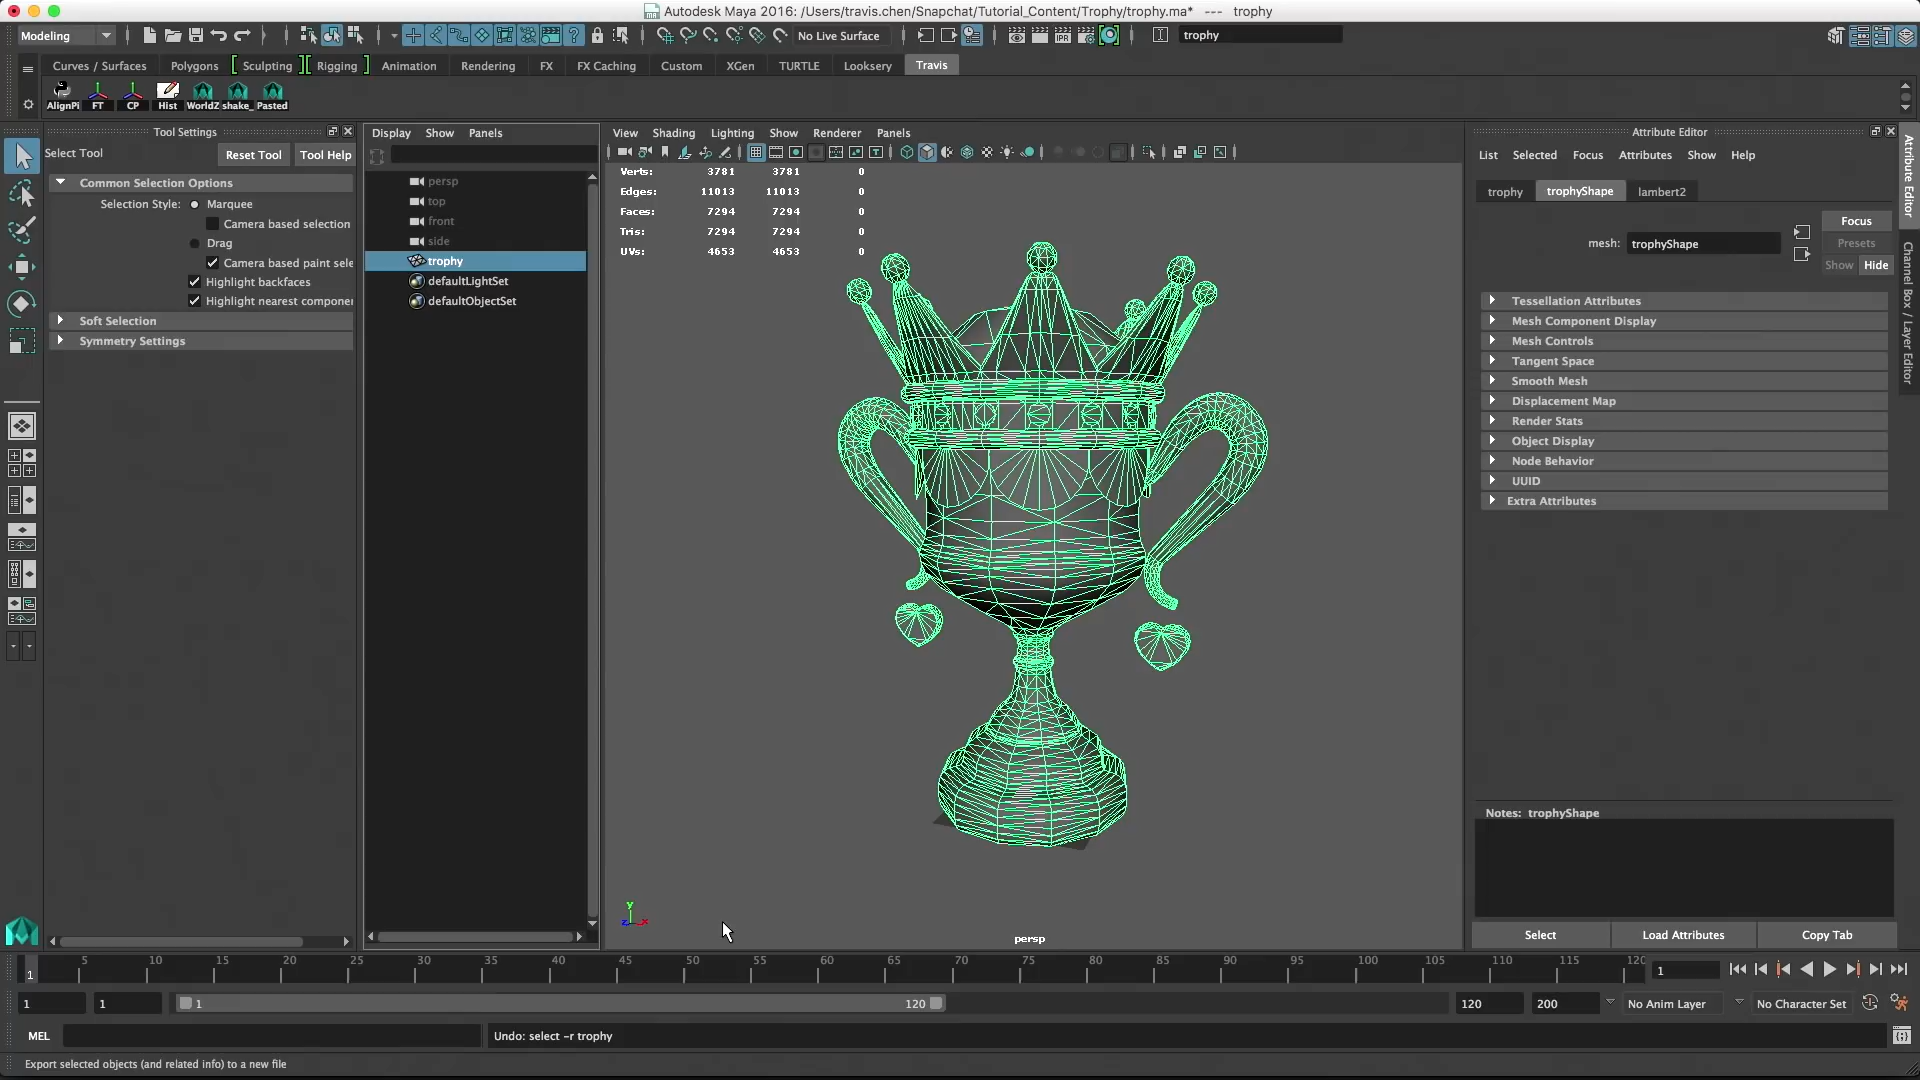 Autodesk Maya 2016: /Users/travis.chen/Snapchat/Tutorial_Content/Trophy/trophy.ma*  ---  trophy
Modeling
No Live Surface
IPR
trophy
Curves / Surfaces
Polygons
Sculpting
Rigging
Animation
Rendering
FX
FX Caching
Custom
XGen
TURTLE
Looksery
Travis
AlignPi
FT
CP
Hist
WorldZ
shake_
Pasted
Tool Settings
Select Tool
Reset Tool
Tool Help
Common Selection Options
Selection Style:
Marquee
Camera based selection
Drag
Camera based paint sele
Highlight backfaces
Highlight nearest componen
Soft Selection
Symmetry Settings
Display
Show
Panels
persp
top
front
side
trophy
defaultLightSet
defaultObjectSet
View
Shading
Lighting
Show
Renderer
Panels
Verts: 3781 3781 0
Edges: 11013 11013 0
Faces: 7294 7294 0
Tris: 7294 7294 0
UVs: 4653 4653 0
y
z
x
persp
Attribute Editor
List
Selected
Focus
Attributes
Show
Help
trophy
trophyShape
lambert2
mesh:
trophyShape
Focus
Presets
Show
Hide
Tessellation Attributes
Mesh Component Display
Mesh Controls
Tangent Space
Smooth Mesh
Displacement Map
Render Stats
Object Display
Node Behavior
UUID
Extra Attributes
Notes: trophyShape
Select
Load Attributes
Copy Tab
Attribute Editor
Channel Box / Layer Editor
1 5 10 15 20 25 30 35 40 45 50 55 60 65 70 75 80 85 90 95 100 105 110 115 120
1
1
1
1
120
120
200
No Anim Layer
No Character Set
MEL
Undo: select -r trophy
Export selected objects (and related info) to a new file